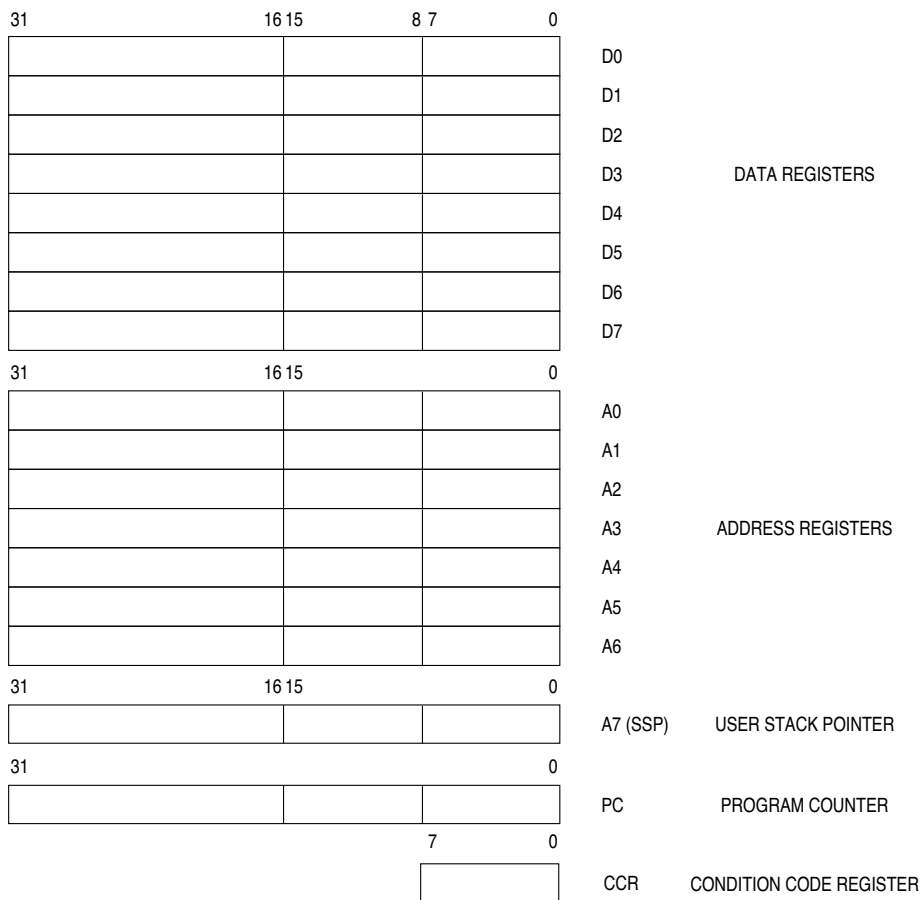 31 16 15 8 7 0
D0
D1
D2
D3 DATA REGISTERS
D4
D5
D6
D7
31 16 15 0
A0
A1
A2
A3 ADDRESS REGISTERS
A4
A5
A6
31 16 15 0
A7 (SSP) USER STACK POINTER
31 0
PC PROGRAM COUNTER
7 0
CCR CONDITION CODE REGISTER